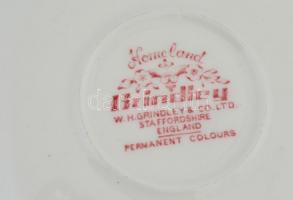 Homeland
Grindley
W.H.GRINDLEY & CO. LTD.
STAFFORDSHIRE
ENGLAND
PERMANENT COLOURS